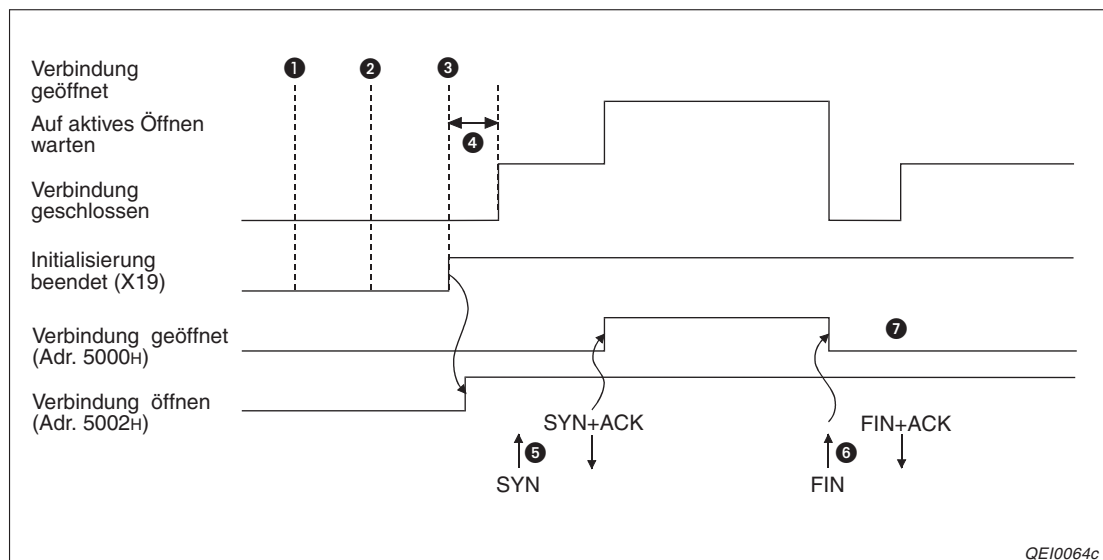 Verbindung
geöffnet
❶ ❷ ❸
Auf aktives Öffnen
warten
❹
Verbindung
geschlossen
Initialisierung
beendet (X19)
Verbindung geöffnet
(Adr. 5000H)
❼
Verbindung öffnen
(Adr. 5002H)
SYN+ACK
FIN+ACK
❺
❻
SYN
FIN
QEI0064c